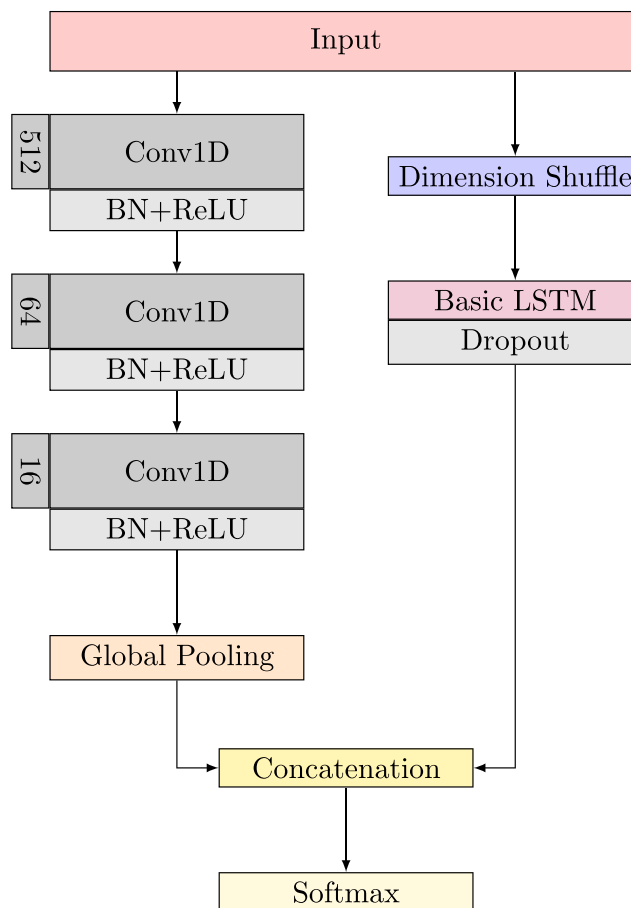 Input
512
Conv1D
BN+ReLU
64
Conv1D
BN+ReLU
16
Conv1D
BN+ReLU
Global Pooling
Dimension Shuffle
Basic LSTM
Dropout
Concatenation
Softmax